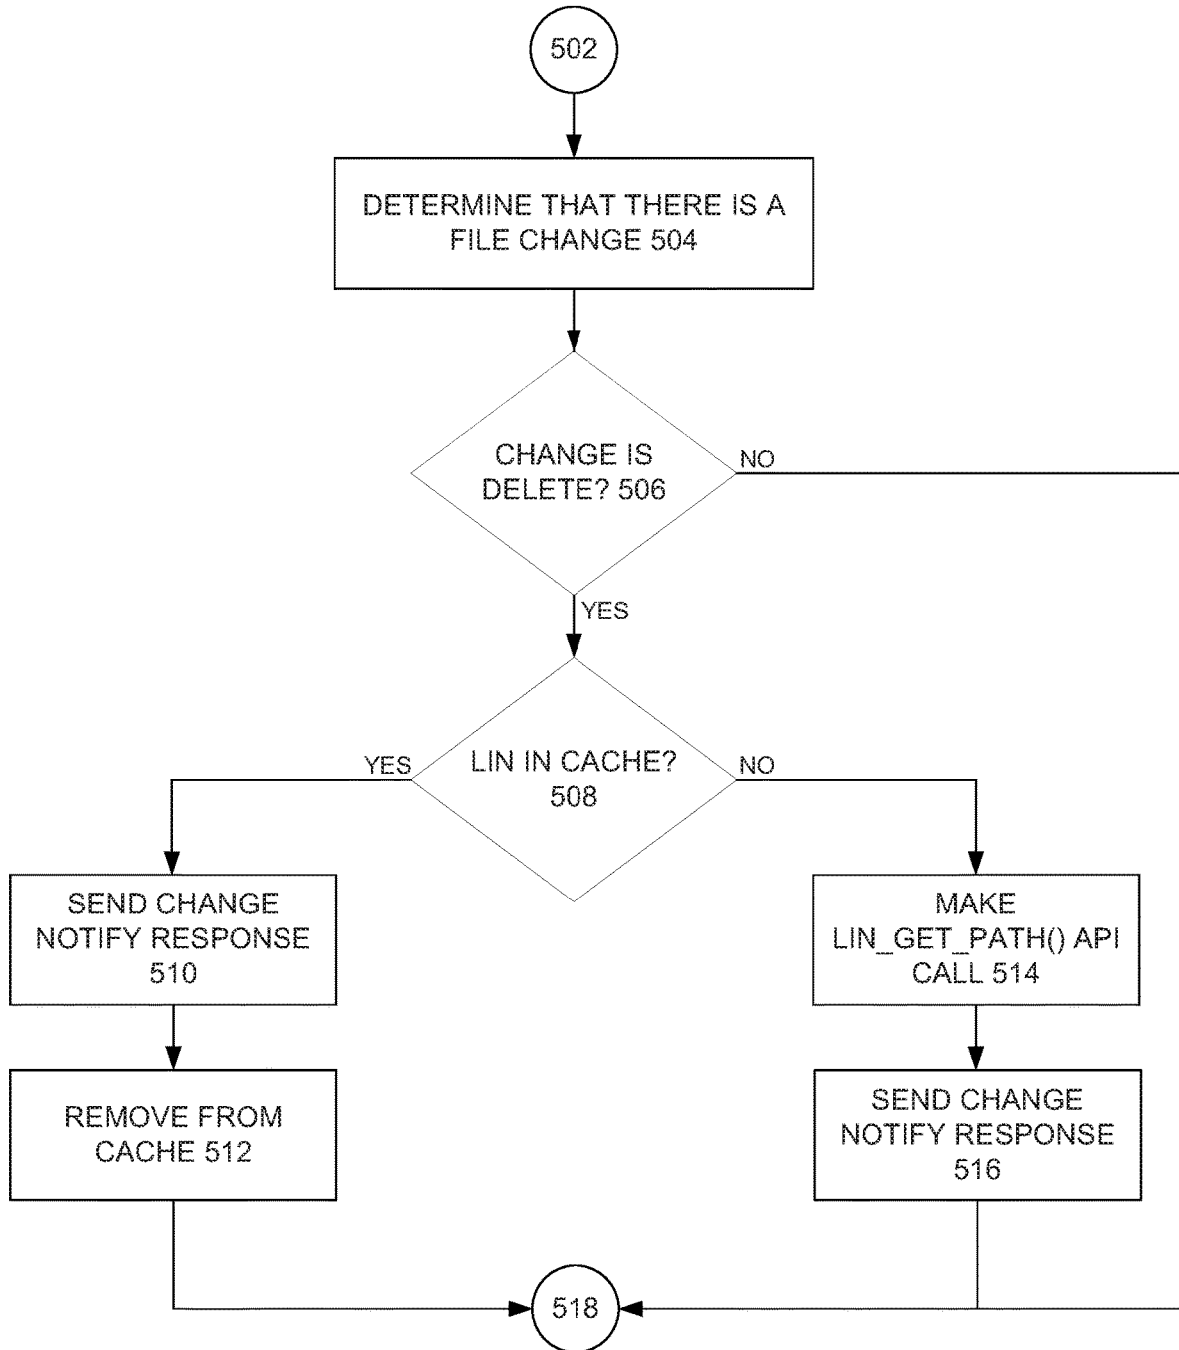 502
DETERMINE THAT THERE IS A
FILE CHANGE 504
CHANGE IS
DELETE? 506
NO
YES
LIN IN CACHE?
508
YES
NO
SEND CHANGE
NOTIFY RESPONSE
510
MAKE
LIN_GET_PATH() API
CALL 514
REMOVE FROM
CACHE 512
SEND CHANGE
NOTIFY RESPONSE
516
518